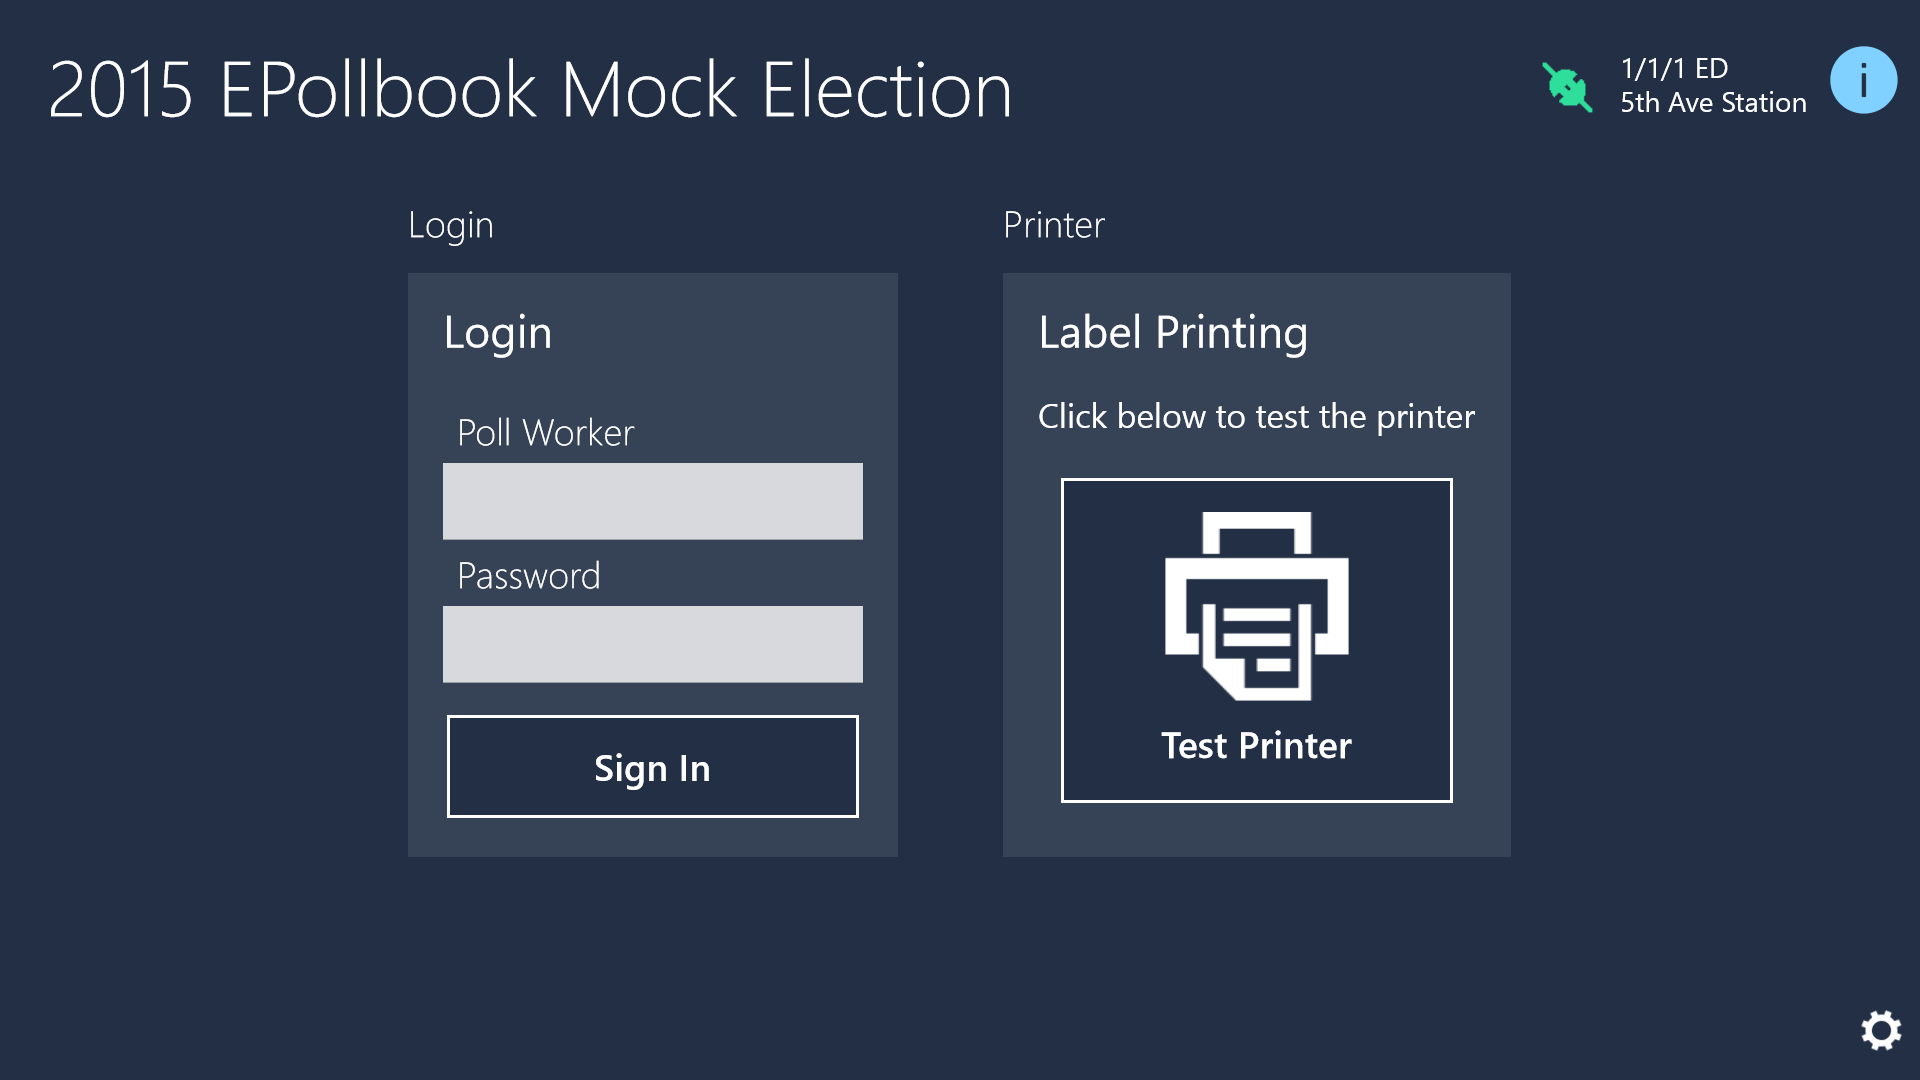 2015 EPollbook Mock Election
1/1/1 ED
5th Ave Station
i
Login
Login
Poll Worker
Password
Sign In
Printer
Label Printing
Click below to test the printer
Test Printer